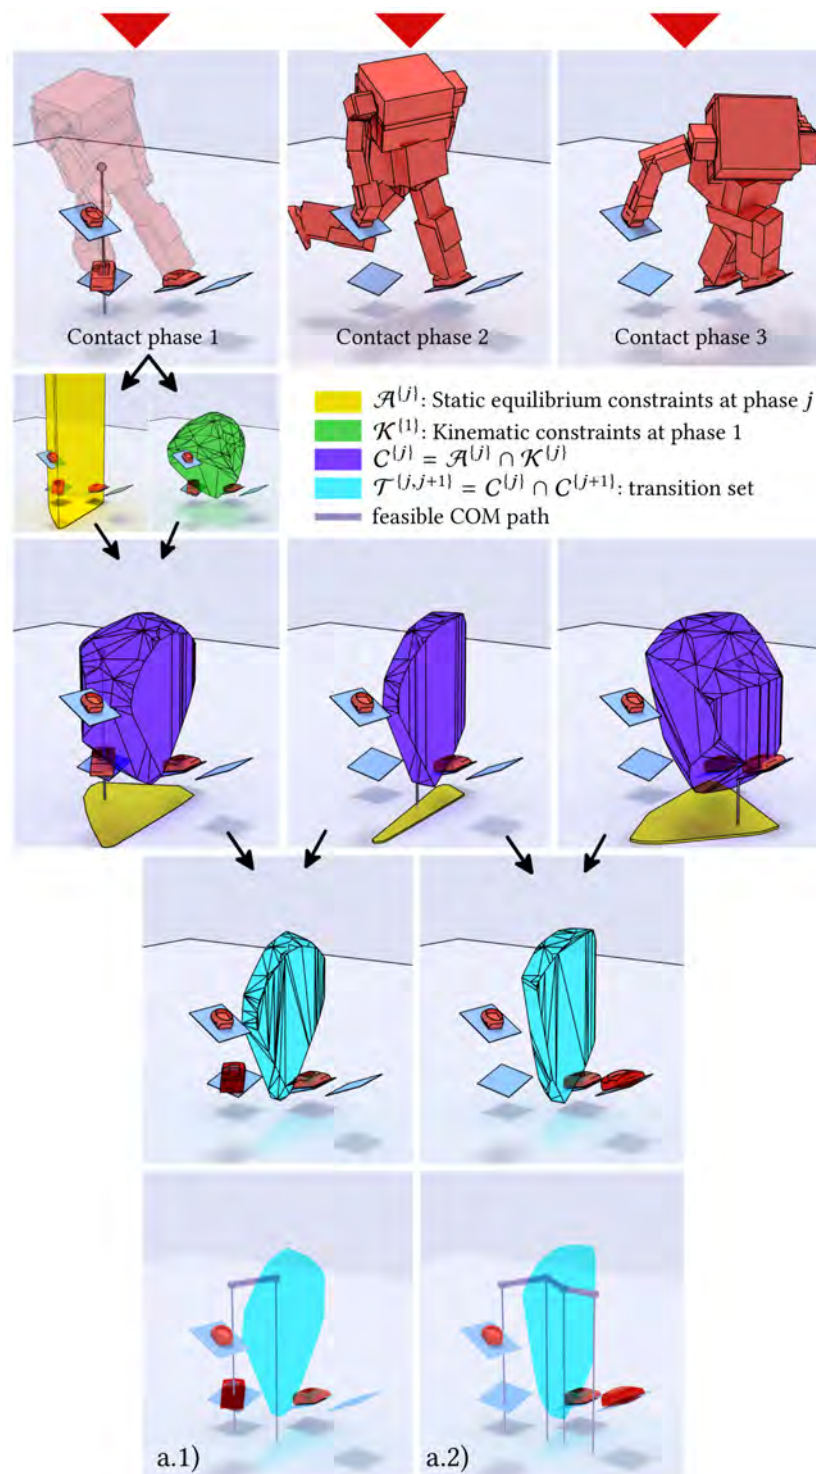 Contact phase 1
Contact phase 2
Contact phase 3
𝒜^{j}: Static equilibrium constraints at phase j
𝒦^{1}: Kinematic constraints at phase 1
C^{j} = 𝒜^{j} ∩ 𝒦^{j}
𝒯^{j,j+1} = C^{j} ∩ C^{j+1}: transition set
feasible COM path
a.1)
a.2)